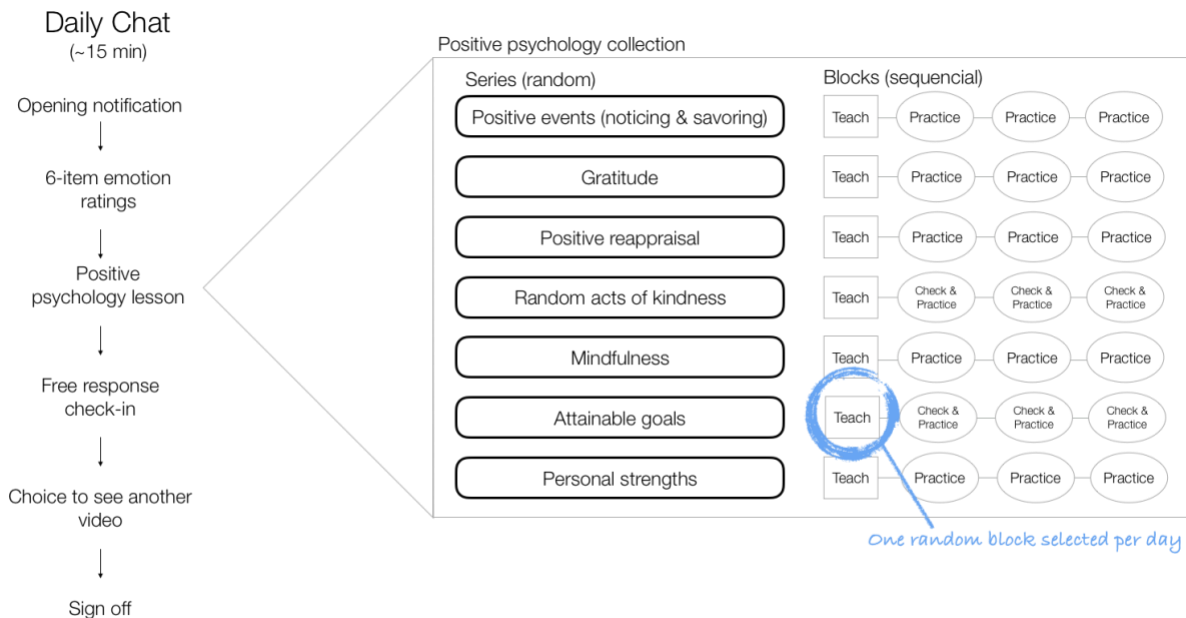 Daily Chat
(~15 min)
Opening notification
6-item emotion
ratings
Positive
psychology lesson
Free response
check-in
Choice to see another
video
Sign off
Positive psychology collection
Series (random)
Blocks (sequencial)
Positive events (noticing & savoring)
Teach
Practice
Practice
Practice
Gratitude
Teach
Practice
Practice
Practice
Positive reappraisal
Teach
Practice
Practice
Practice
Random acts of kindness
Teach
Check &
Practice
Check &
Practice
Check &
Practice
Mindfulness
Teach
Practice
Practice
Practice
Attainable goals
Teach
Check &
Practice
Check &
Practice
Check &
Practice
Personal strengths
Teach
Practice
Practice
Practice
One random block selected per day